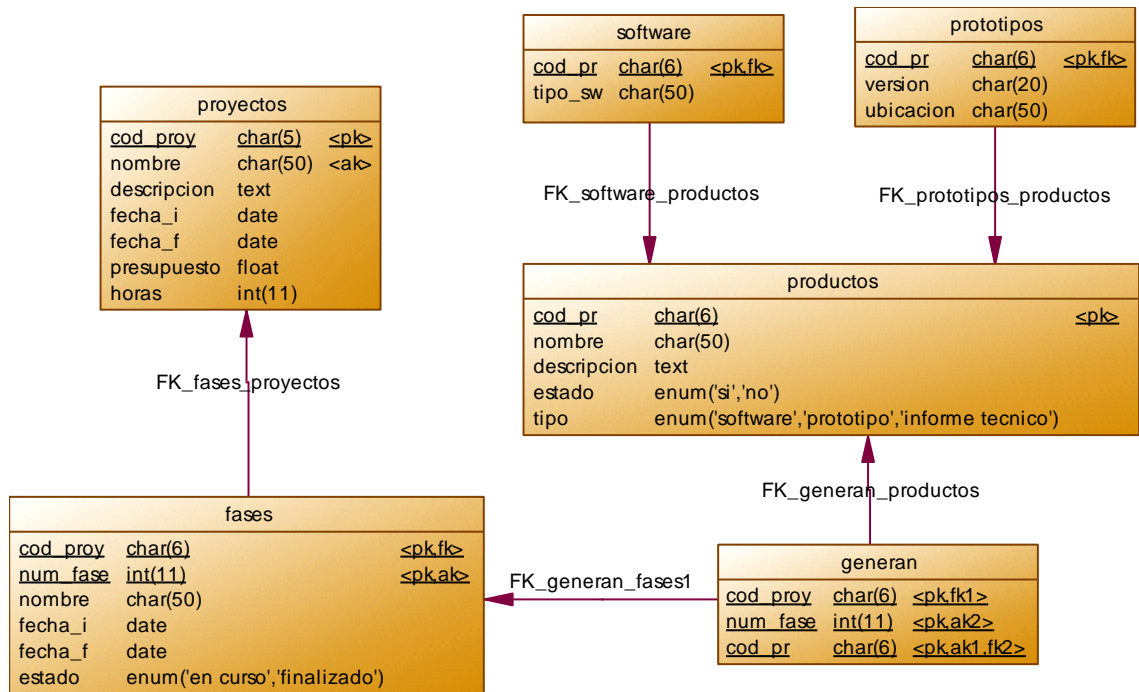 software
cod_pr char(6) <pk,fk>
tipo_sw char(50)
prototipos
cod_pr char(6) <pk,fk>
version char(20)
ubicacion char(50)
proyectos
cod_proy char(5) <pk>
nombre char(50) <ak>
descripcion text
fecha_i date
fecha_f date
presupuesto float
horas int(11)
FK_software_productos
FK_prototipos_productos
productos
cod_pr char(6) <pk>
nombre char(50)
descripcion text
estado enum('si','no')
tipo enum('software','prototipo','informe tecnico')
FK_fases_proyectos
FK_generan_productos
fases
cod_proy char(6) <pk,fk>
num_fase int(11) <pk,ak>
nombre char(50)
fecha_i date
fecha_f date
estado enum('en curso','finalizado')
FK_generan_fases1
generan
cod_proy char(6) <pk,fk1>
num_fase int(11) <pk,ak2>
cod_pr char(6) <pk,ak1,fk2>